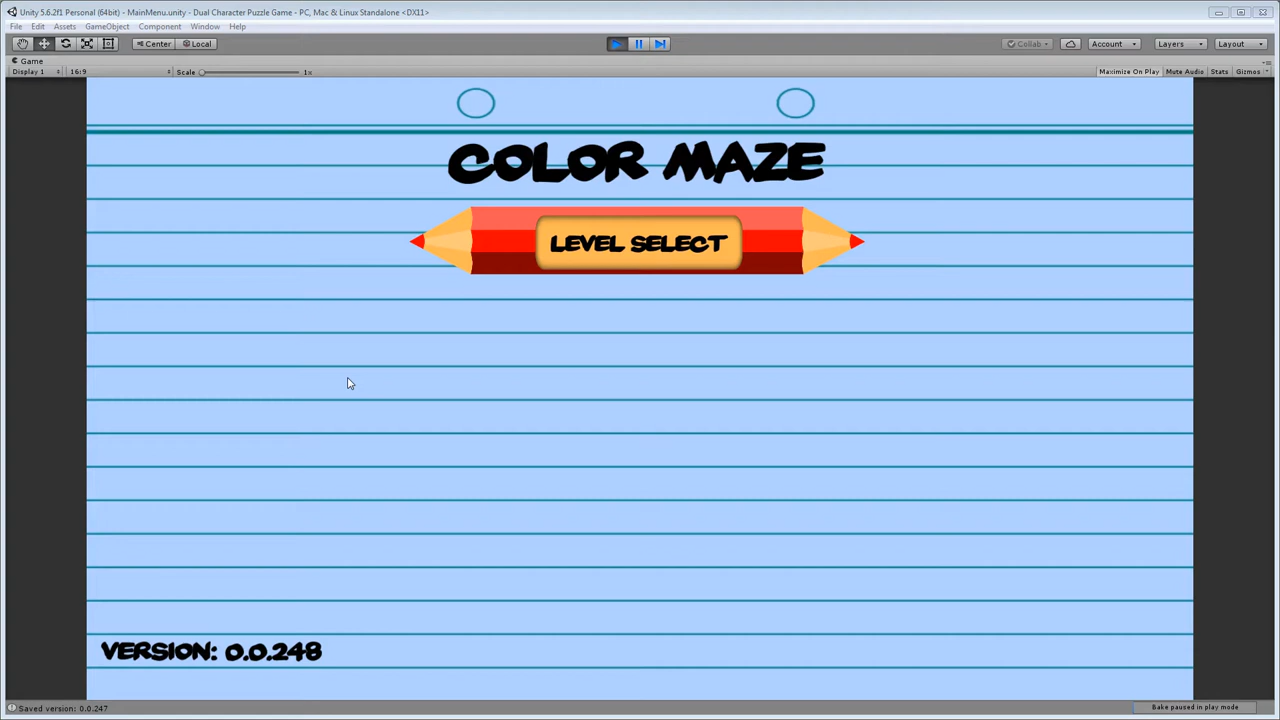 Unity 5.6.2f1 Personal (64bit) - MainMenu.unity - Dual Character Puzzle Game - PC, Mac & Linux Standalone <DX11>
File Edit Assets GameObject Component Window Help
Center Local Collab Account Layers Layout
Game
Display 1 16:9 Scale 1x Maximize On Play Mute Audio Stats Gizmos
COLOR MAZE
LEVEL SELECT
VERSION: 0.0.248
Saved version: 0.0.247 Bake paused in play mode